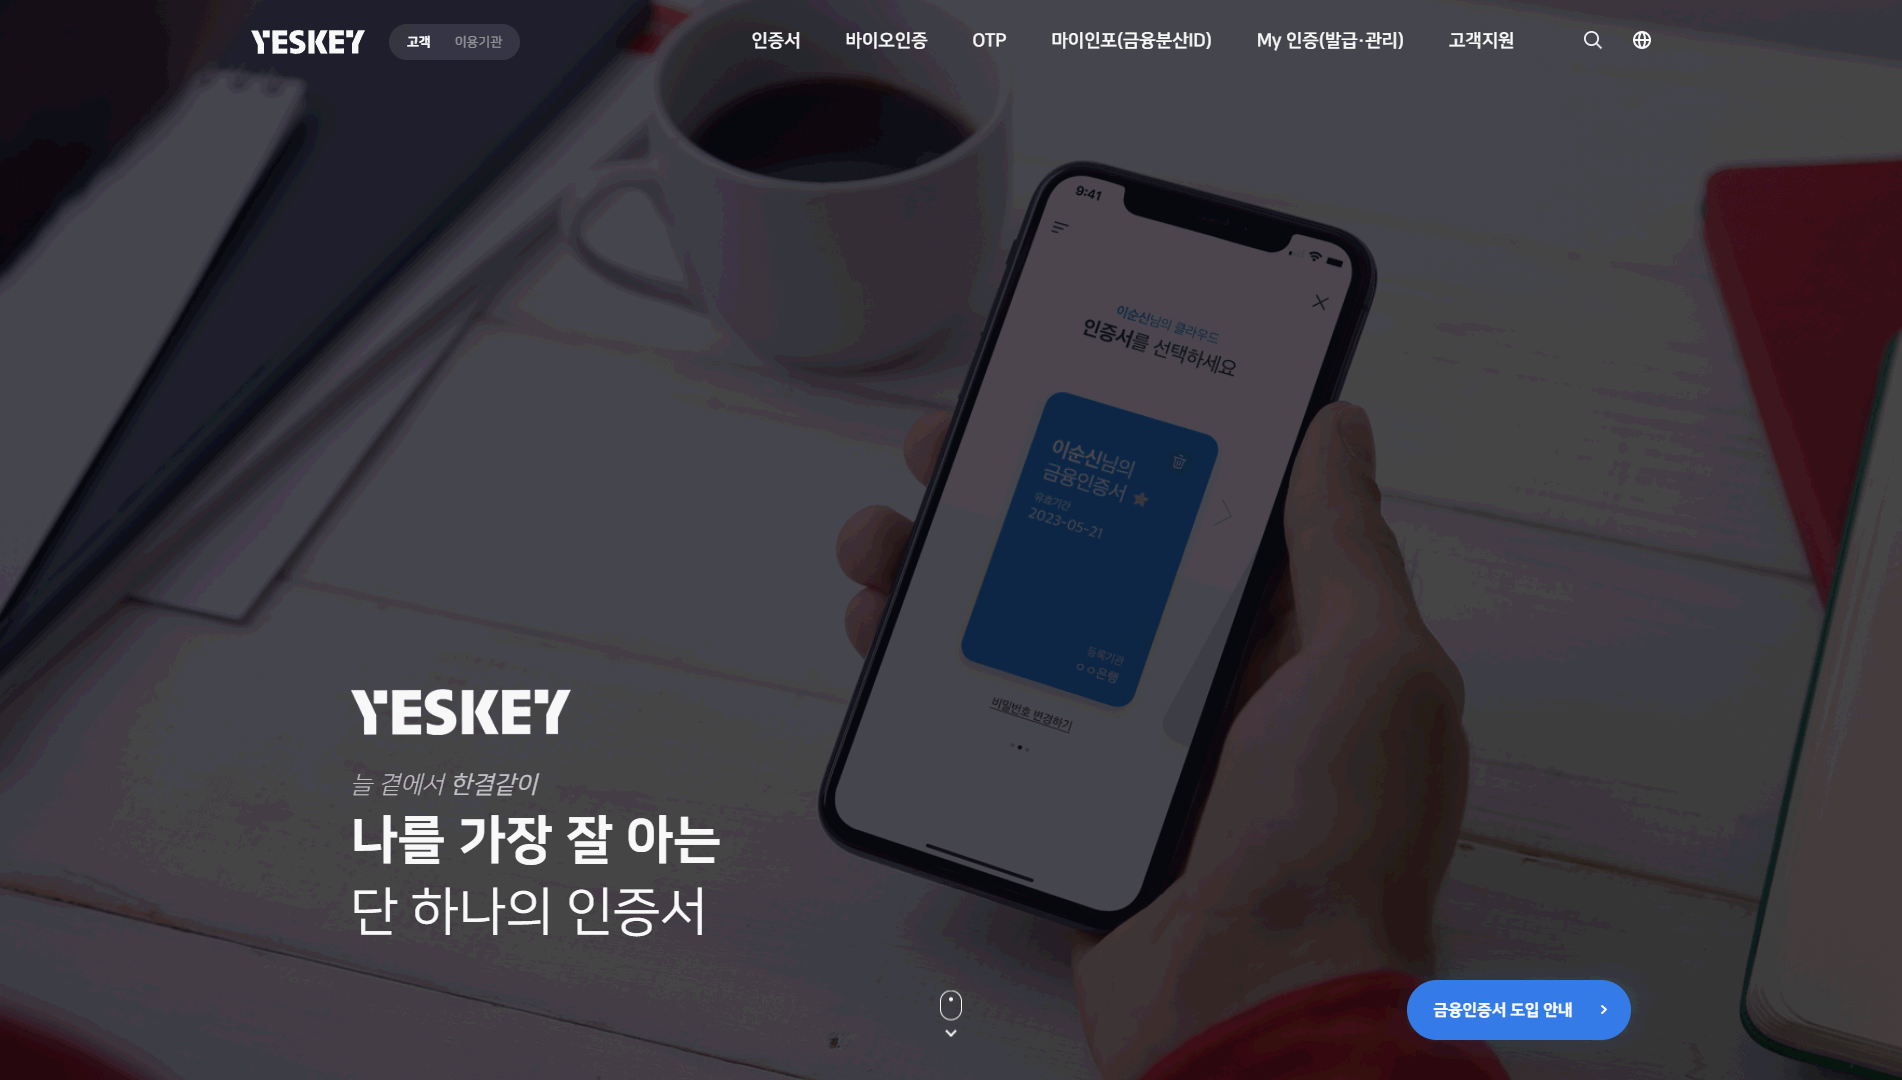 YESKEY
고객 이용기관
인증서 바이오인증 OTP 마이인포(금융분산ID) My 인증(발급·관리) 고객지원
9:41
이순신님의 클라우드
인증서를 선택하세요
이순신님의
금융인증서
유효기간
2023-05-21
등록기관
ㅇㅇ은행
비밀번호 변경하기
YESKEY
늘 곁에서 한결같이
나를 가장 잘 아는
단 하나의 인증서
금융인증서 도입 안내